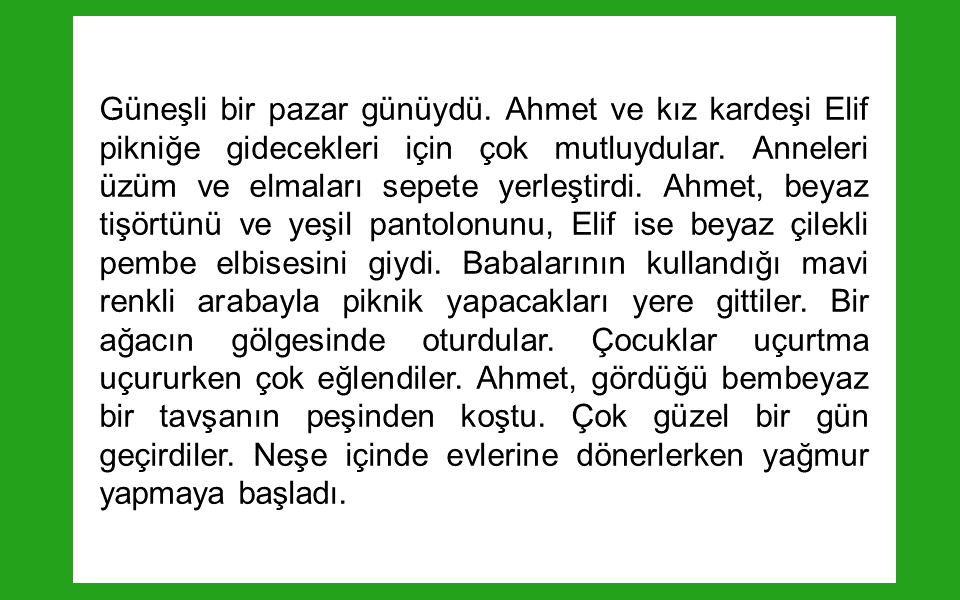 Güneşli bir pazar günüydü. Ahmet ve kız kardeşi Elif
pikniğe gidecekleri için çok mutluydular. Anneleri
üzüm ve elmaları sepete yerleştirdi. Ahmet, beyaz
tişörtünü ve yeşil pantolonunu, Elif ise beyaz çilekli
pembe elbisesini giydi. Babalarının kullandığı mavi
renkli arabayla piknik yapacakları yere gittiler. Bir
ağacın gölgesinde oturdular. Çocuklar uçurtma
uçururken çok eğlendiler. Ahmet, gördüğü bembeyaz
bir tavşanın peşinden koştu. Çok güzel bir gün
geçirdiler. Neşe içinde evlerine dönerlerken yağmur
yapmaya başladı.